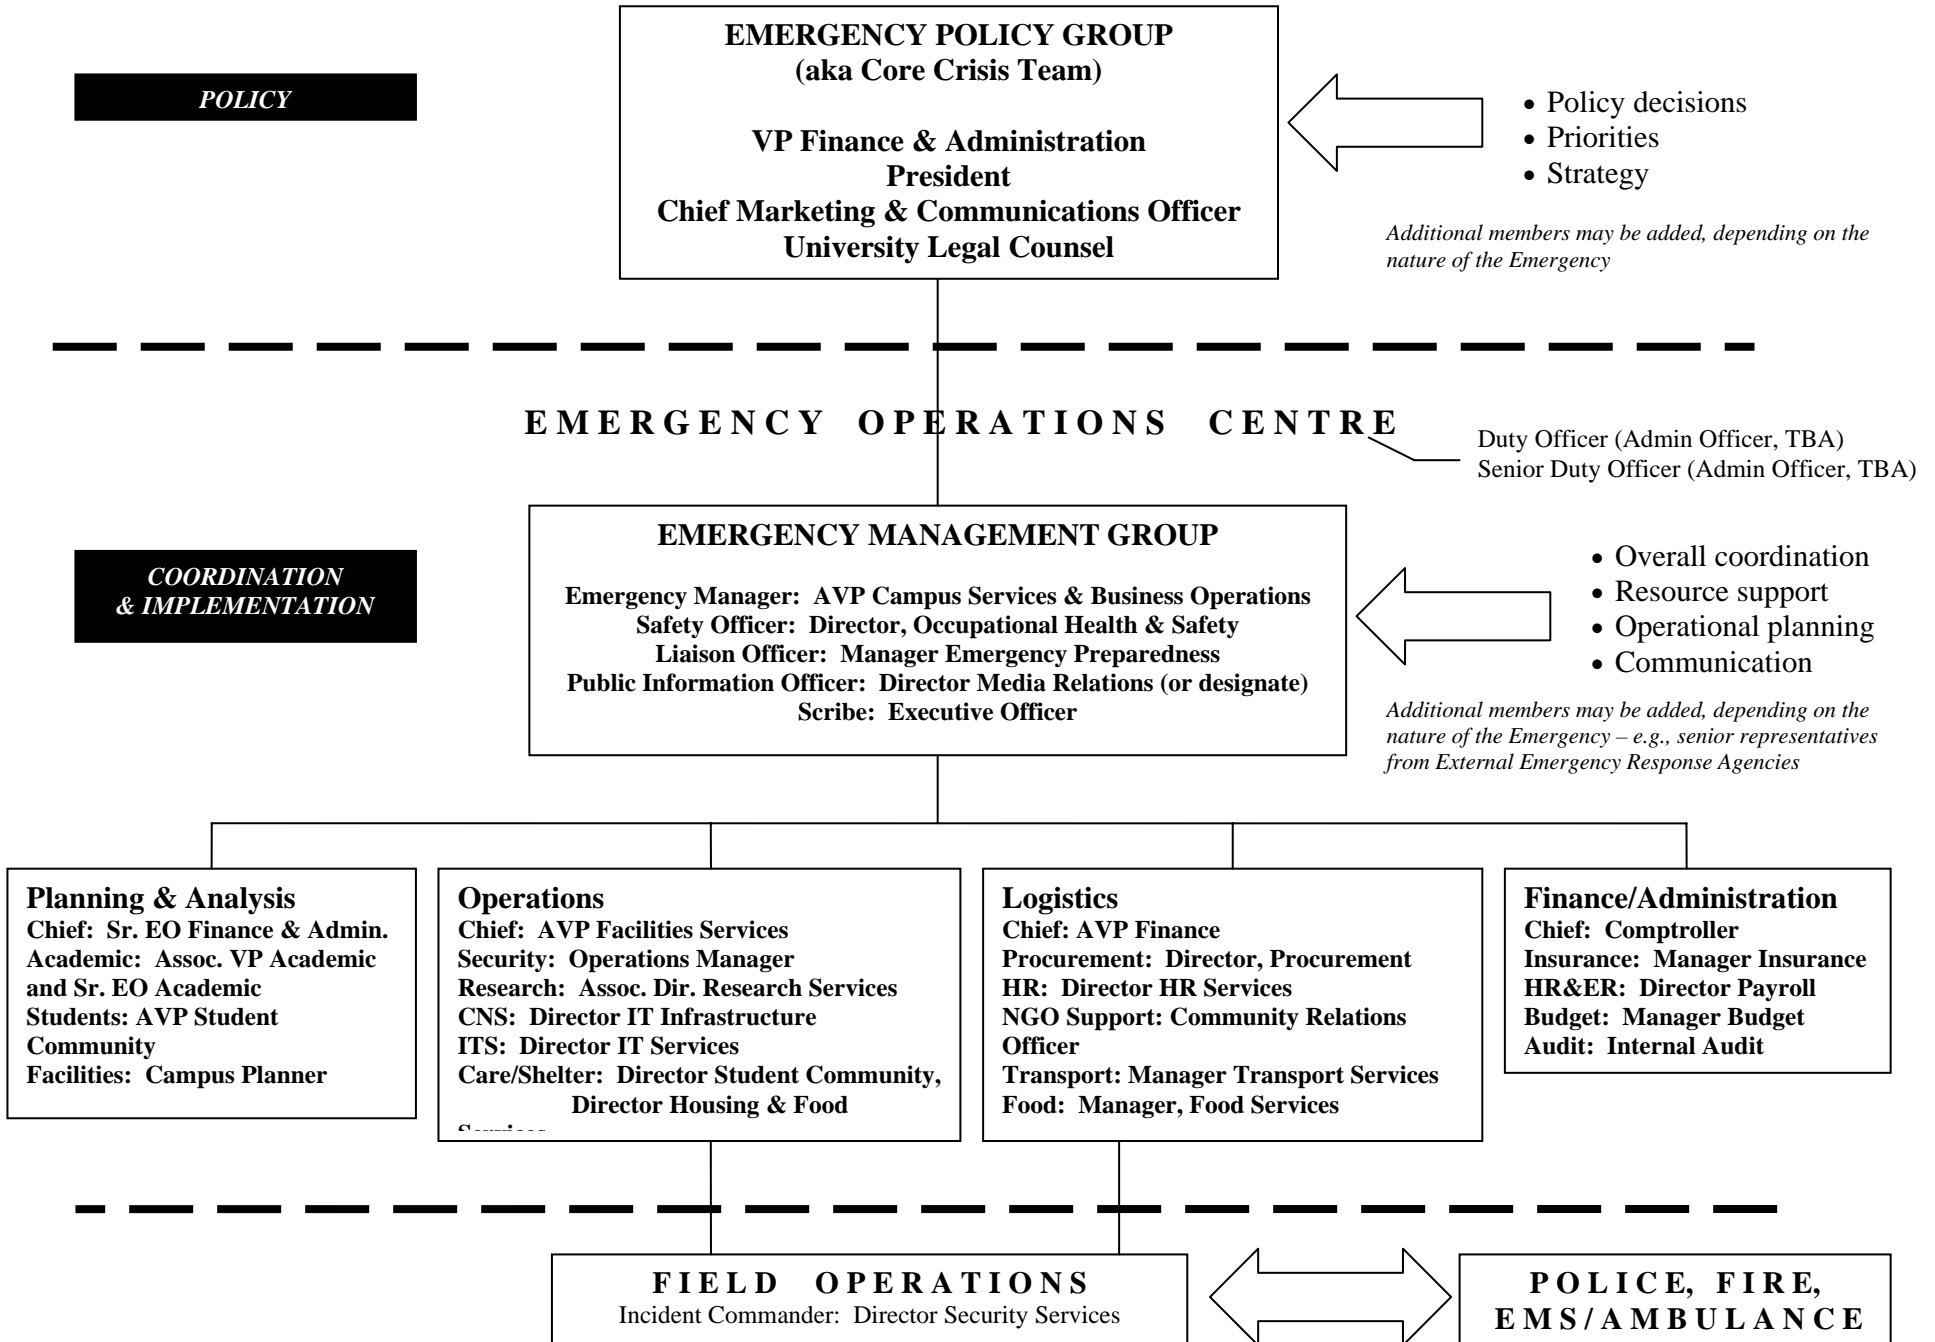 EMERGENCY POLICY GROUP
(aka Core Crisis Team)
VP Finance & Administration
President
Chief Marketing & Communications Officer
University Legal Counsel
POLICY
• Policy decisions
• Priorities
• Strategy
Additional members may be added, depending on the
nature of the Emergency
EMERGENCY OPERATIONS CENTRE
Duty Officer (Admin Officer, TBA)
Senior Duty Officer (Admin Officer, TBA)
EMERGENCY MANAGEMENT GROUP
Emergency Manager: AVP Campus Services & Business Operations
Safety Officer: Director, Occupational Health & Safety
Liaison Officer: Manager Emergency Preparedness
Public Information Officer: Director Media Relations (or designate)
Scribe: Executive Officer
COORDINATION
& IMPLEMENTATION
• Overall coordination
• Resource support
• Operational planning
• Communication
Additional members may be added, depending on the
nature of the Emergency – e.g., senior representatives
from External Emergency Response Agencies
Planning & Analysis
Chief: Sr. EO Finance & Admin.
Academic: Assoc. VP Academic
and Sr. EO Academic
Students: AVP Student
Community
Facilities: Campus Planner
Operations
Chief: AVP Facilities Services
Security: Operations Manager
Research: Assoc. Dir. Research Services
CNS: Director IT Infrastructure
ITS: Director IT Services
Care/Shelter: Director Student Community,
Director Housing & Food
Logistics
Chief: AVP Finance
Procurement: Director, Procurement
HR: Director HR Services
NGO Support: Community Relations
Officer
Transport: Manager Transport Services
Food: Manager, Food Services
Finance/Administration
Chief: Comptroller
Insurance: Manager Insurance
HR&ER: Director Payroll
Budget: Manager Budget
Audit: Internal Audit
FIELD OPERATIONS
Incident Commander: Director Security Services
POLICE, FIRE,
EMS/AMBULANCE